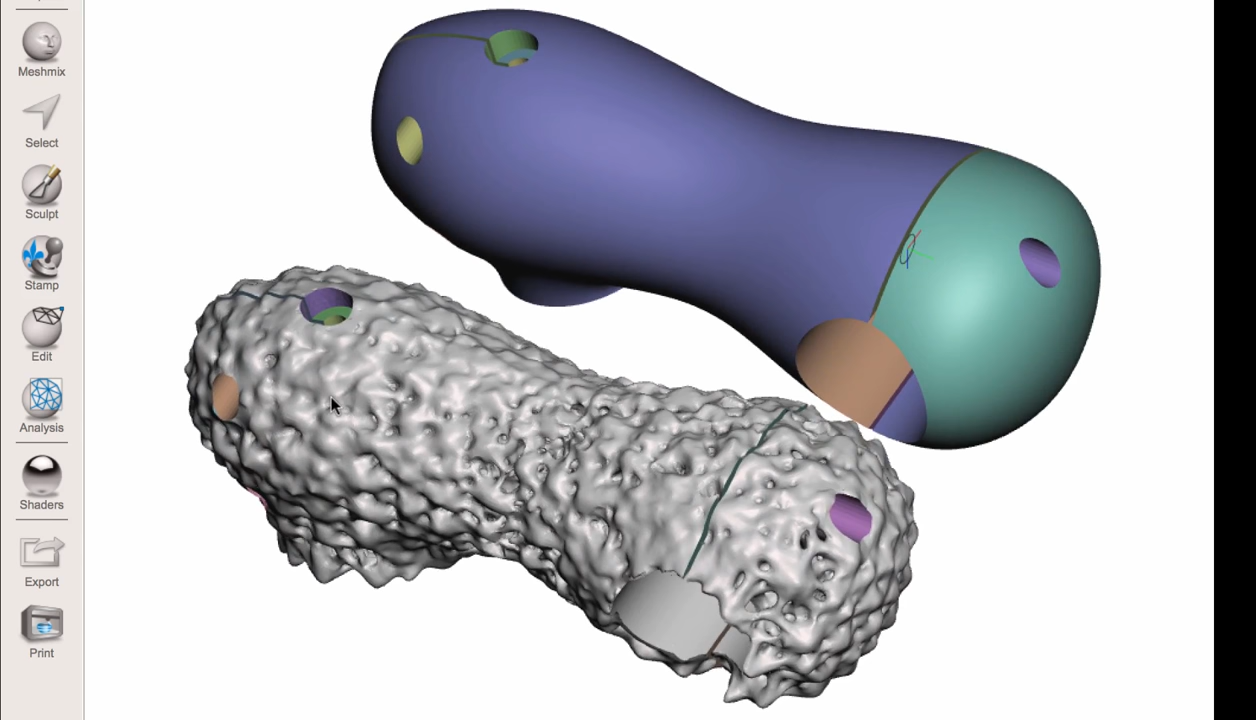 Meshmix
Select
Sculpt
Stamp
Edit
Analysis
Shaders
Export
Print